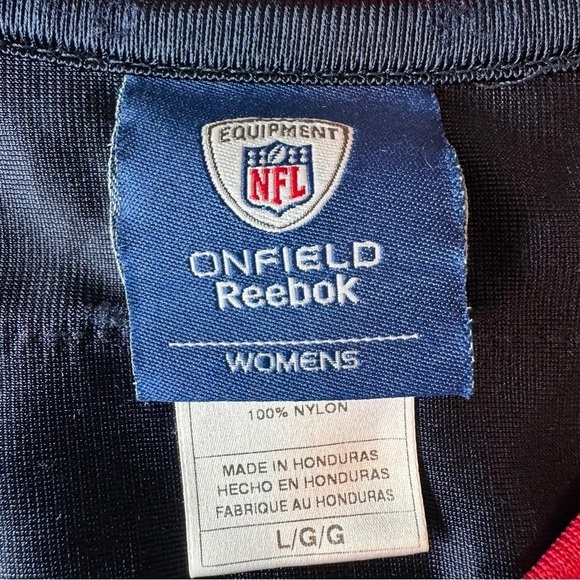 EQUIPMENT
NFL
ONFIELD
Reebok
WOMENS
100% NYLON
MADE IN HONDURAS
HECHO EN HONDURAS
FABRIQUE AU HONDURAS
L/G/G